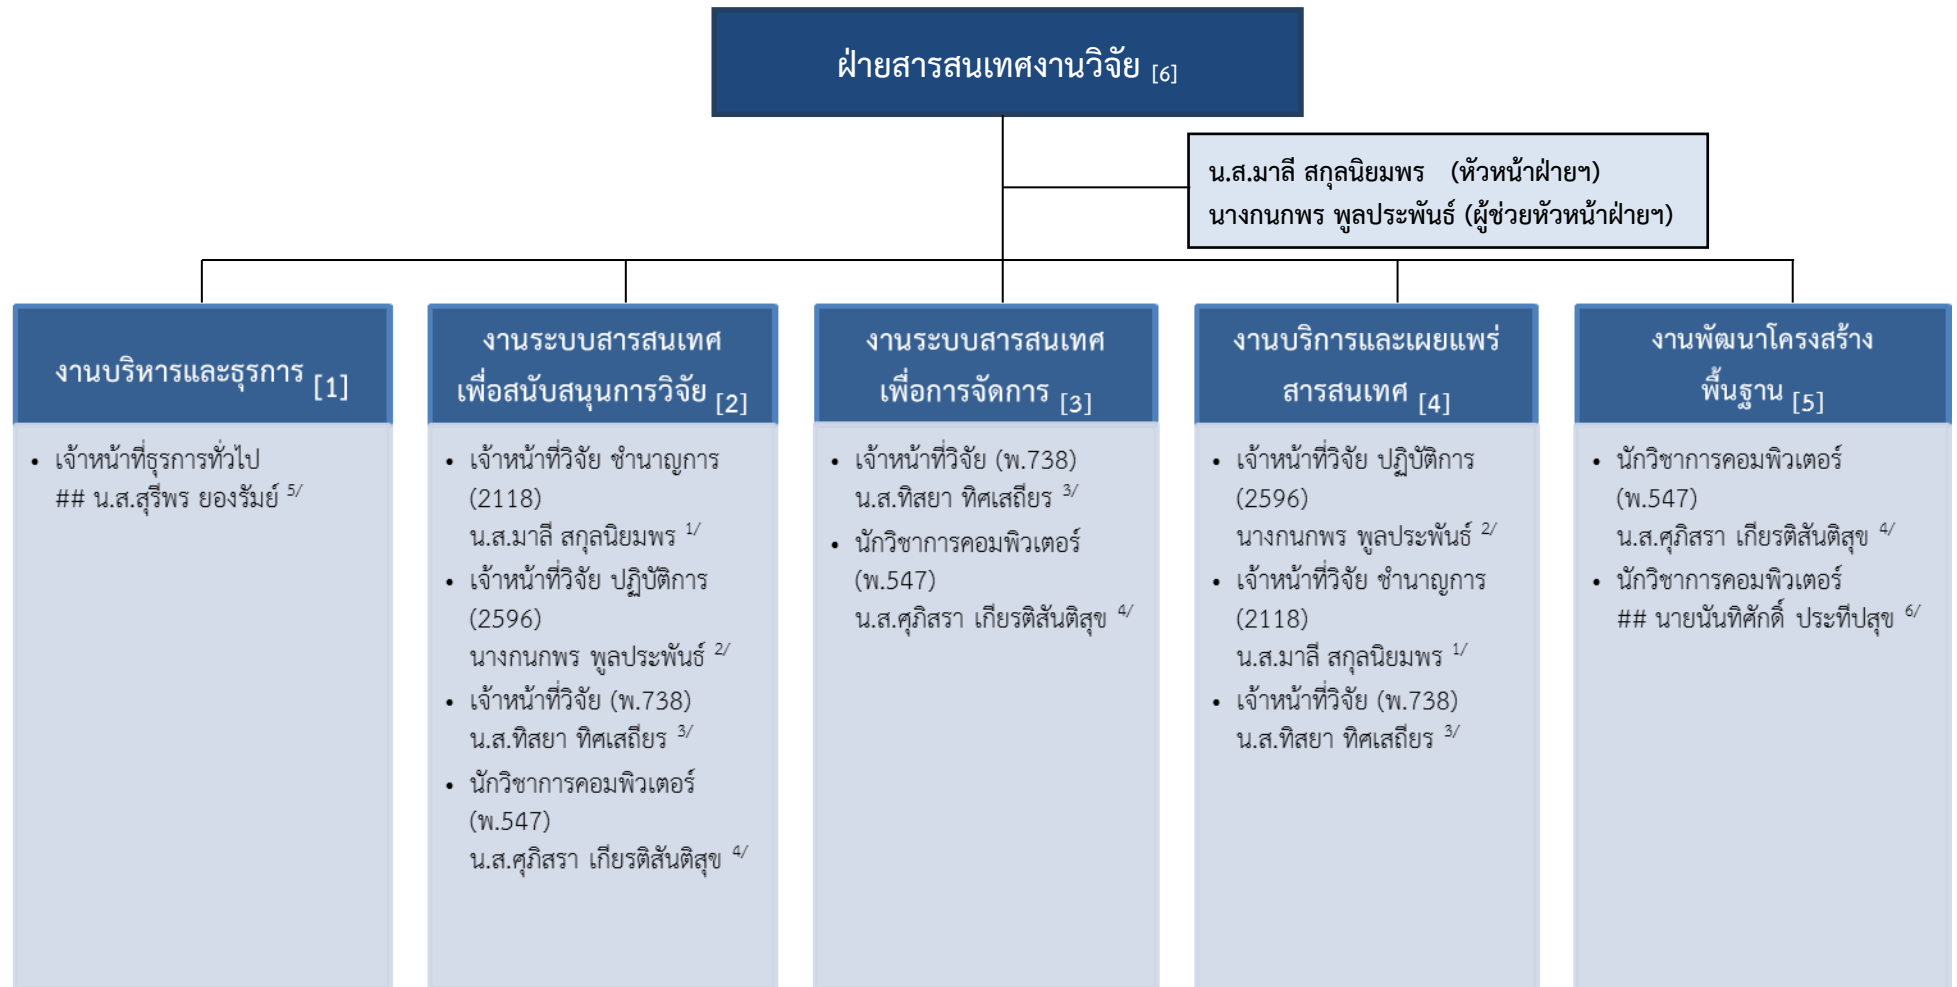 ฝ่ายสารสนเทศงานวิจัย [6]
น.ส.มาลี สกุลนิยมพร (หัวหน้าฝ่ายฯ)
นางกนกพร พูลประพันธ์ (ผู้ช่วยหัวหน้าฝ่ายฯ)
งานบริหารและธุรการ [1]
• เจ้าหน้าที่ธุรการทั่วไป
## น.ส.สุรีพร ยองรัมย์ 5/
งานระบบสารสนเทศ
เพื่อสนับสนุนการวิจัย [2]
• เจ้าหน้าที่วิจัย ชำนาญการ
(2118)
น.ส.มาลี สกุลนิยมพร 1/
• เจ้าหน้าที่วิจัย ปฏิบัติการ
(2596)
นางกนกพร พูลประพันธ์ 2/
• เจ้าหน้าที่วิจัย (พ.738)
น.ส.ทิสยา ทิศเสถียร 3/
• นักวิชาการคอมพิวเตอร์
(พ.547)
น.ส.ศุภิสรา เกียรติสันติสุข 4/
งานระบบสารสนเทศ
เพื่อการจัดการ [3]
• เจ้าหน้าที่วิจัย (พ.738)
น.ส.ทิสยา ทิศเสถียร 3/
• นักวิชาการคอมพิวเตอร์
(พ.547)
น.ส.ศุภิสรา เกียรติสันติสุข 4/
งานบริการและเผยแพร่
สารสนเทศ [4]
• เจ้าหน้าที่วิจัย ปฏิบัติการ
(2596)
นางกนกพร พูลประพันธ์ 2/
• เจ้าหน้าที่วิจัย ชำนาญการ
(2118)
น.ส.มาลี สกุลนิยมพร 1/
• เจ้าหน้าที่วิจัย (พ.738)
น.ส.ทิสยา ทิศเสถียร 3/
งานพัฒนาโครงสร้าง
พื้นฐาน [5]
• นักวิชาการคอมพิวเตอร์
(พ.547)
น.ส.ศุภิสรา เกียรติสันติสุข 4/
• นักวิชาการคอมพิวเตอร์
## นายนันทิศักดิ์ ประทีปสุข 6/